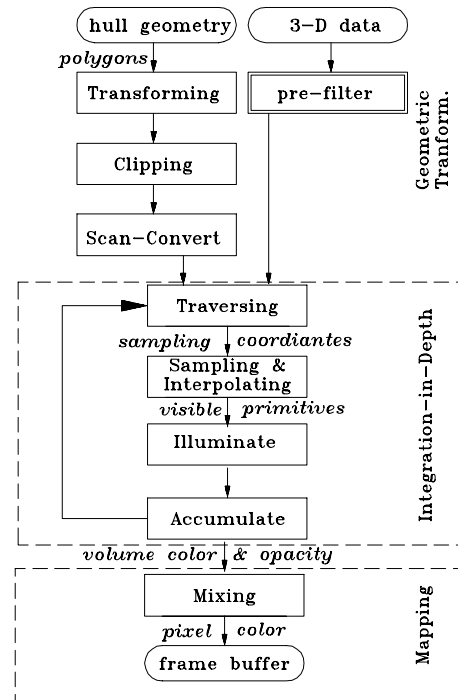 hull geometry
3-D data
polygons
Transforming
pre-filter
Geometric
Tranform.
Clipping
Scan-Convert
Traversing
sampling coordiantes
Sampling &
Interpolating
visible primitives
Illuminate
Accumulate
Integration-in-Depth
volume color & opacity
Mixing
pixel color
frame buffer
Mapping